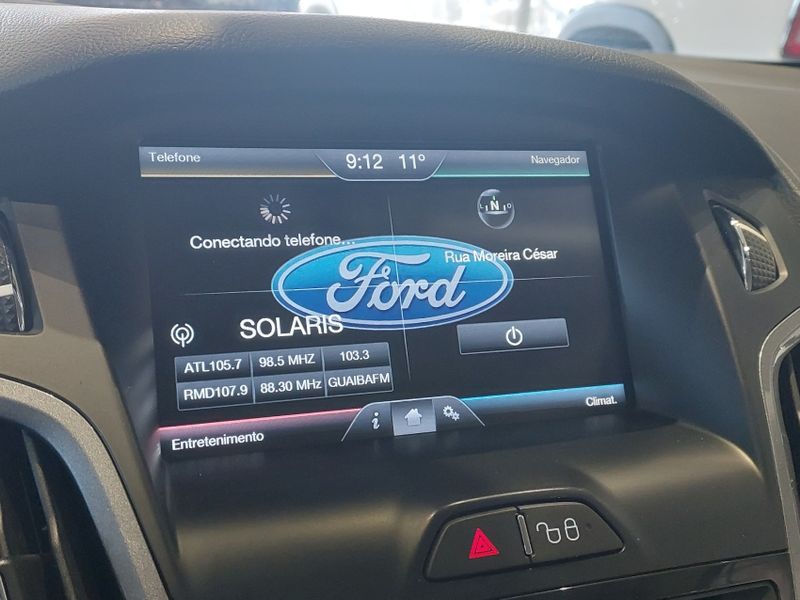 Telefone 9:12 11° Navegador
L N O
Conectando telefone...
Rua Moreira César
Ford
SOLARIS
ATL105.7 98.5 MHZ 103.3
RMD107.9 88.30 MHz GUAIBAFM
i
Climat.
Entretenimento